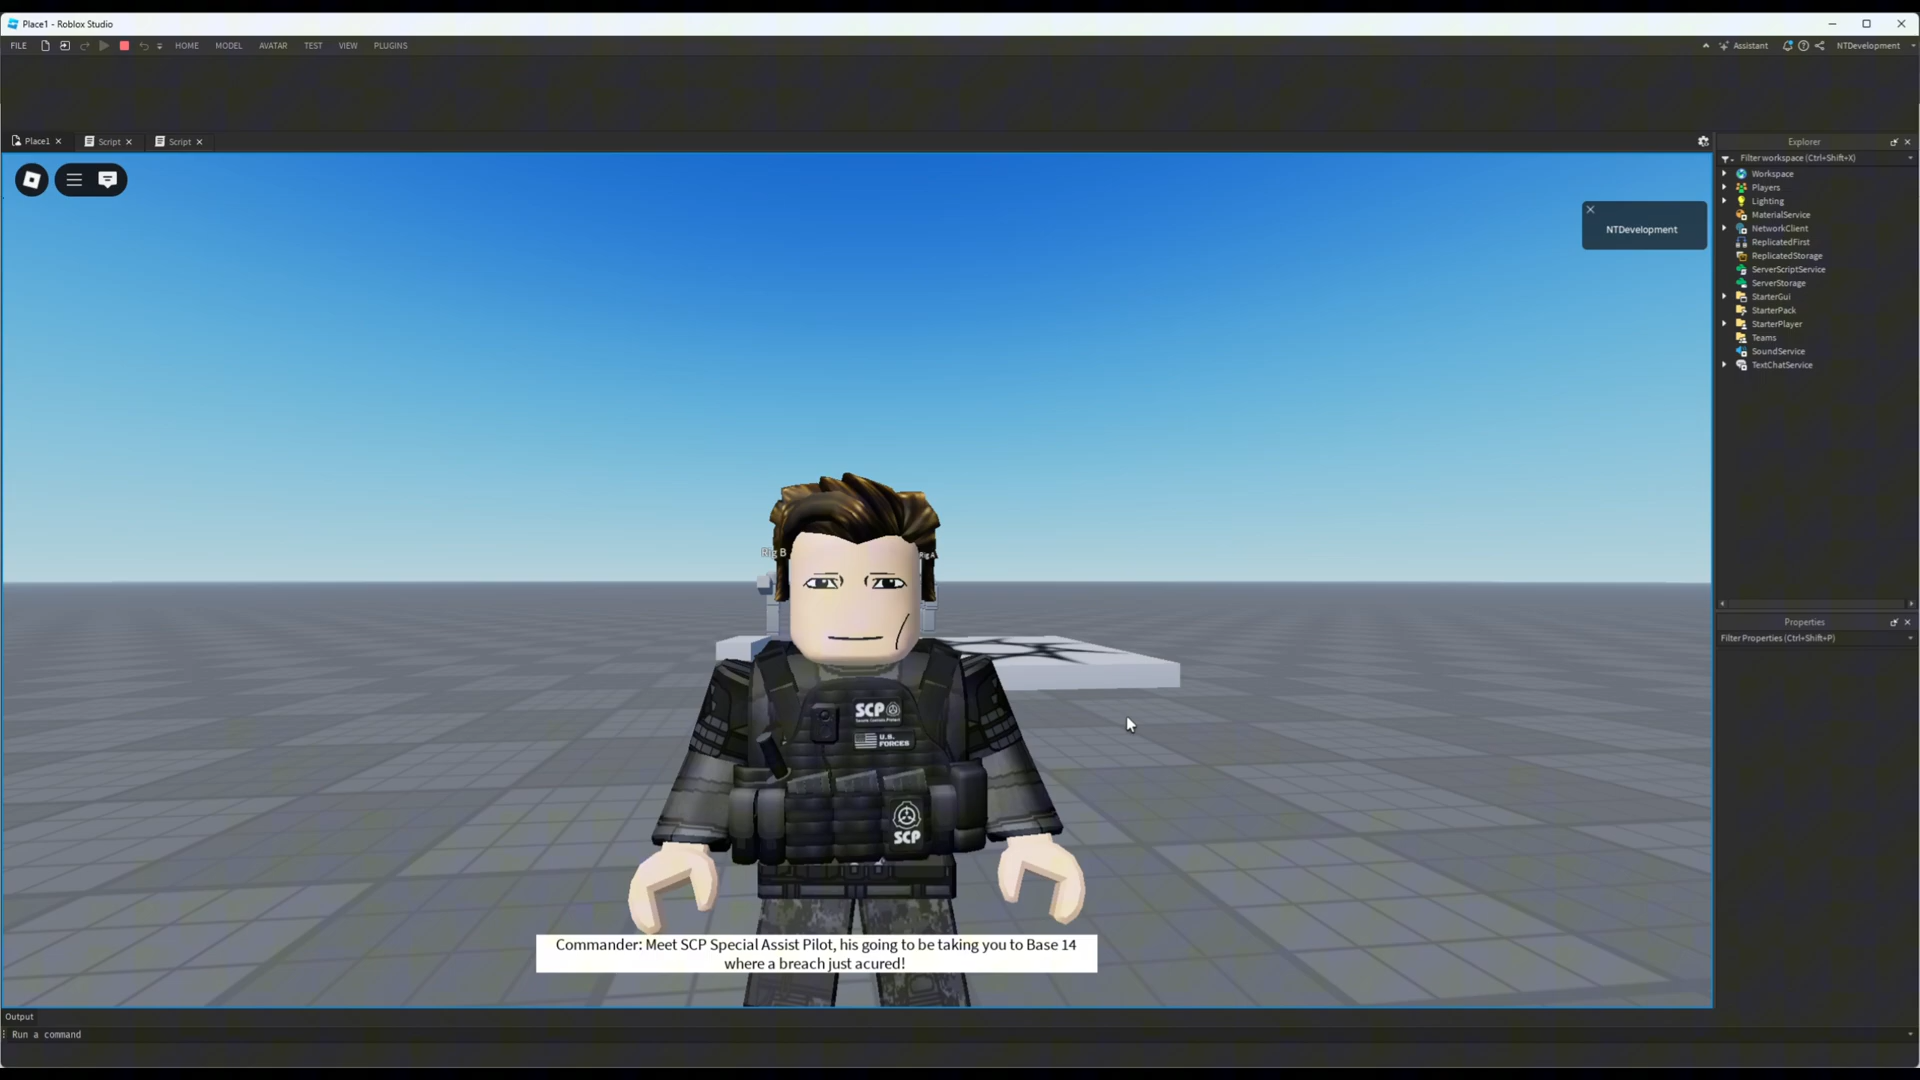 Place1 - Roblox Studio
FILE
HOME
MODEL
AVATAR
TEST
VIEW
PLUGINS
Assistant
NTDevelopment
Place1
Script
Script
Explorer
Filter workspace (Ctrl+Shift+X)
Workspace
Players
Lighting
MaterialService
NetworkClient
ReplicatedFirst
ReplicatedStorage
ServerScriptService
ServerStorage
StarterGui
StarterPack
StarterPlayer
Teams
SoundService
TextChatService
NTDevelopment
Rig B
Rig A
SCP
U.S.
FORCES
SCP
Commander: Meet SCP Special Assist Pilot, his going to be taking you to Base 14
where a breach just acured!
Properties
Filter Properties (Ctrl+Shift+P)
Output
Run a command